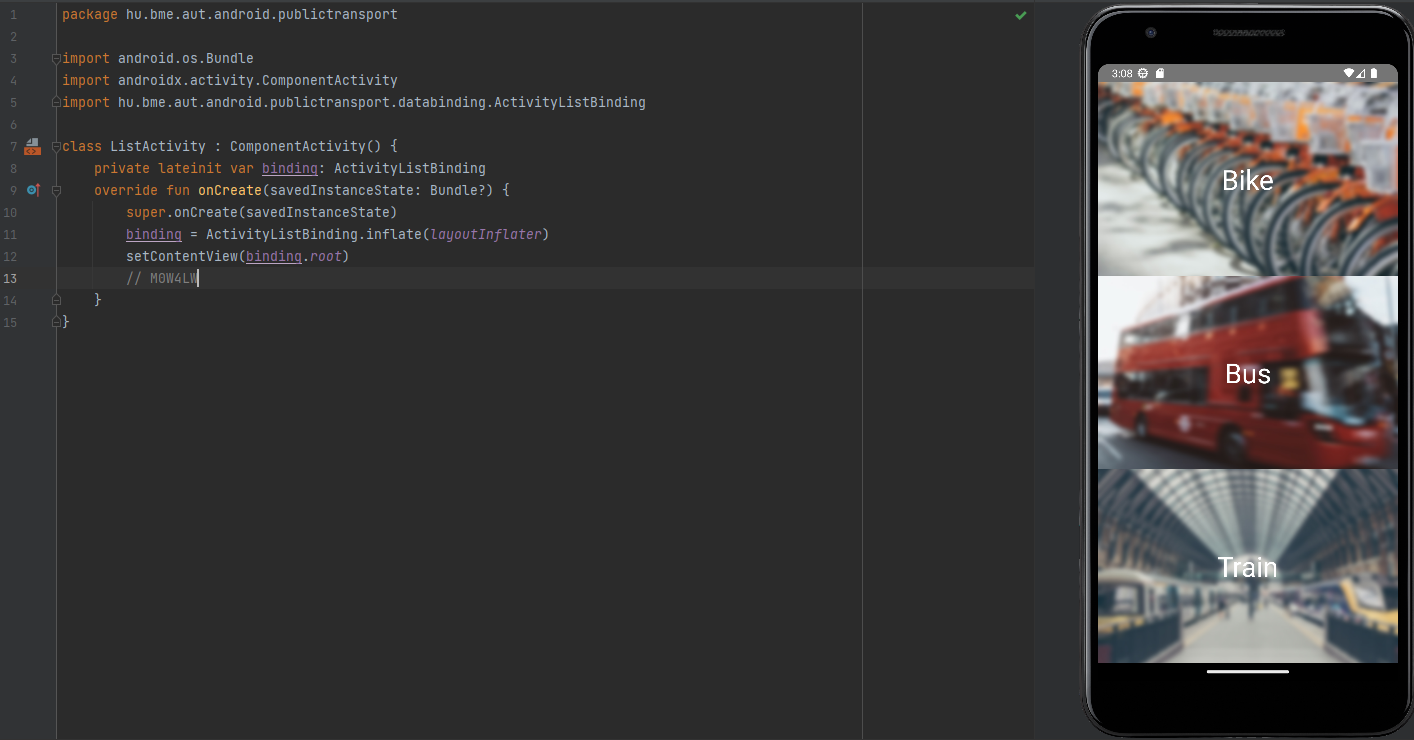 1 package hu.bme.aut.android.publictransport
2
3 import android.os.Bundle
4 import androidx.activity.ComponentActivity
5 import hu.bme.aut.android.publictransport.databinding.ActivityListBinding
6
7 class ListActivity : ComponentActivity() {
8 private lateinit var binding: ActivityListBinding
9 override fun onCreate(savedInstanceState: Bundle?) {
10 super.onCreate(savedInstanceState)
11 binding = ActivityListBinding.inflate(layoutInflater)
12 setContentView(binding.root)
13 // M0W4LW
14 }
15 }
3:08
Bike
Bus
Train